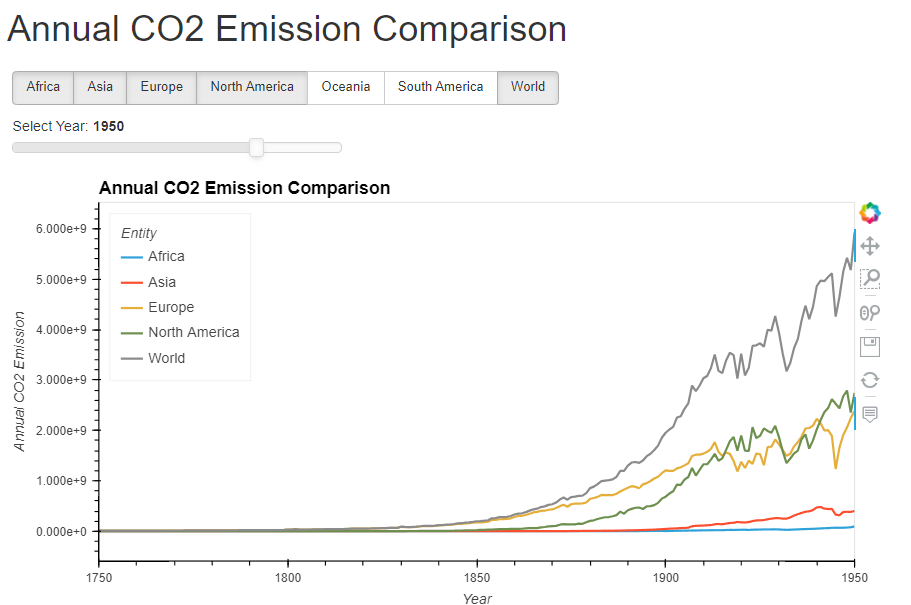 Annual CO2 Emission Comparison
Africa Asia Europe North America Oceania South America World
Select Year: 1950
Annual CO2 Emission Comparison
6.000e+9
5.000e+9
4.000e+9
3.000e+9
2.000e+9
1.000e+9
0.000e+0
Annual CO2 Emission
Entity
Africa
Asia
Europe
North America
World
1750 1800 1850 1900 1950
Year